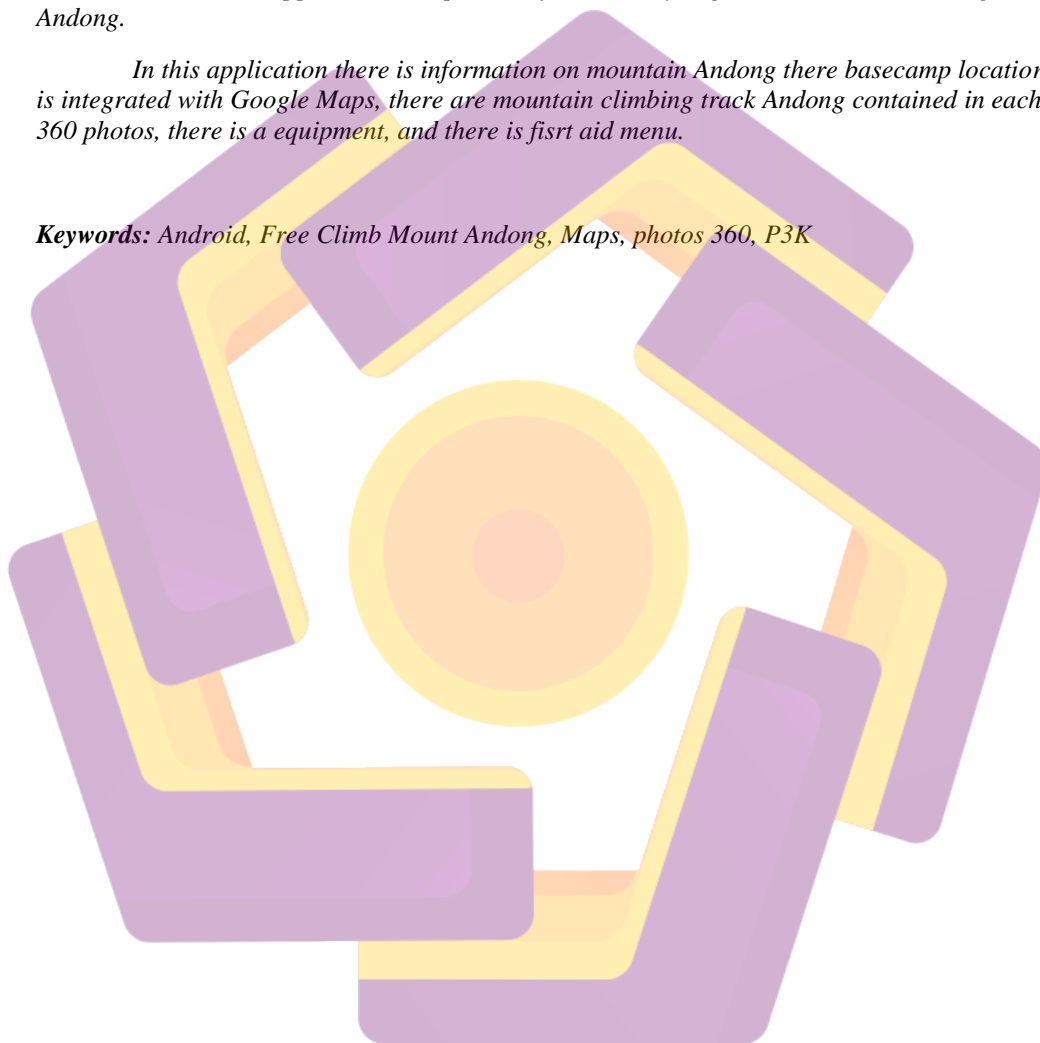 Andong.
In this application there is information on mountain Andong there basecamp location
is integrated with Google Maps, there are mountain climbing track Andong contained in each
360 photos, there is a equipment, and there is fisrt aid menu.
Keywords: Android, Free Climb Mount Andong, Maps, photos 360, P3K